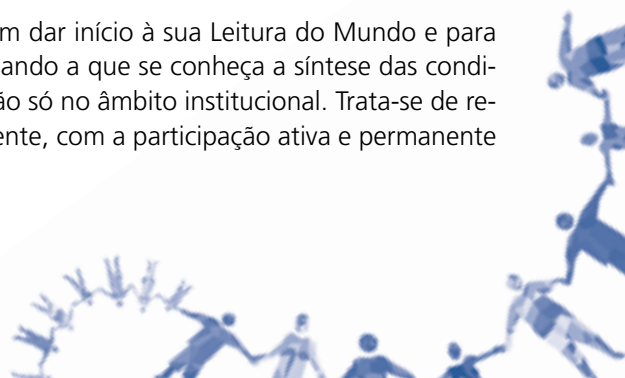 m dar início à sua Leitura do Mundo e para
ando a que se conheça a síntese das condi-
ão só no âmbito institucional. Trata-se de re-
ente, com a participação ativa e permanente